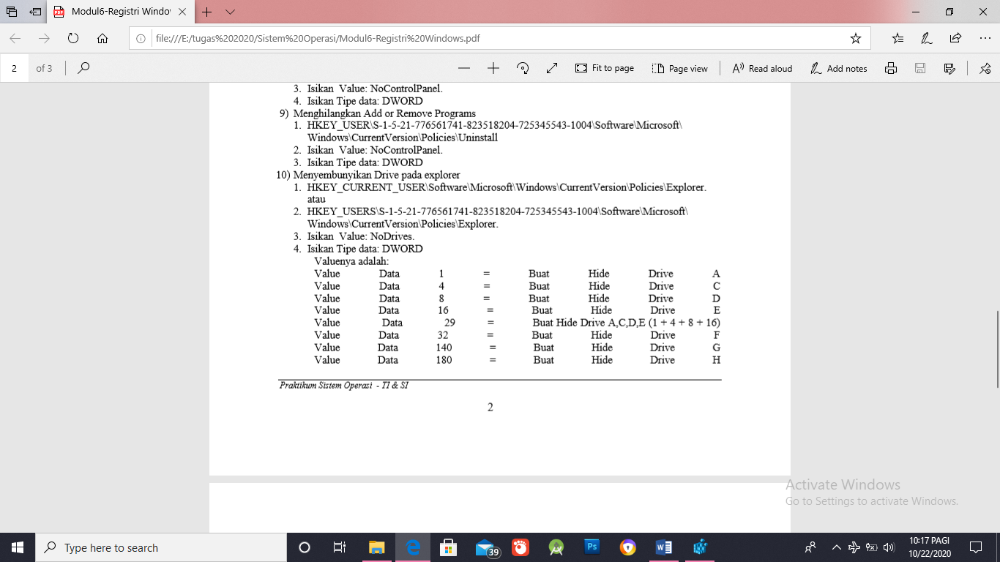 Modul6-Registri Windov
file:///E:/tugas%202020/Sistem%20Operasi/Modul6-Registri%20Windows.pdf
2 of 3 Fit to page Page view Read aloud Add notes
3. Isikan Value: NoControlPanel.
4. Isikan Tipe data: DWORD
9) Menghilangkan Add or Remove Programs
1. HKEY_USER\S-1-5-21-776561741-823518204-725345543-1004\Software\Microsoft\
Windows\CurrentVersion\Policies\Uninstall
2. Isikan Value: NoControlPanel.
3. Isikan Tipe data: DWORD
10) Menyembunyikan Drive pada explorer
1. HKEY_CURRENT_USER\Software\Microsoft\Windows\CurrentVersion\Policies\Explorer.
atau
2. HKEY_USERS\S-1-5-21-776561741-823518204-725345543-1004\Software\Microsoft\
Windows\CurrentVersion\Policies\Explorer.
3. Isikan Value: NoDrives.
4. Isikan Tipe data: DWORD
Valuenya adalah:
Value Data 1 = Buat Hide Drive A
Value Data 4 = Buat Hide Drive C
Value Data 8 = Buat Hide Drive D
Value Data 16 = Buat Hide Drive E
Value Data 29 = Buat Hide Drive A,C,D,E (1 + 4 + 8 + 16)
Value Data 32 = Buat Hide Drive F
Value Data 140 = Buat Hide Drive G
Value Data 180 = Buat Hide Drive H
Praktikum Sistem Operasi - TI & SI
2
Activate Windows
Go to Settings to activate Windows.
Type here to search
39
Ps
10:17 PAGI
10/22/2020